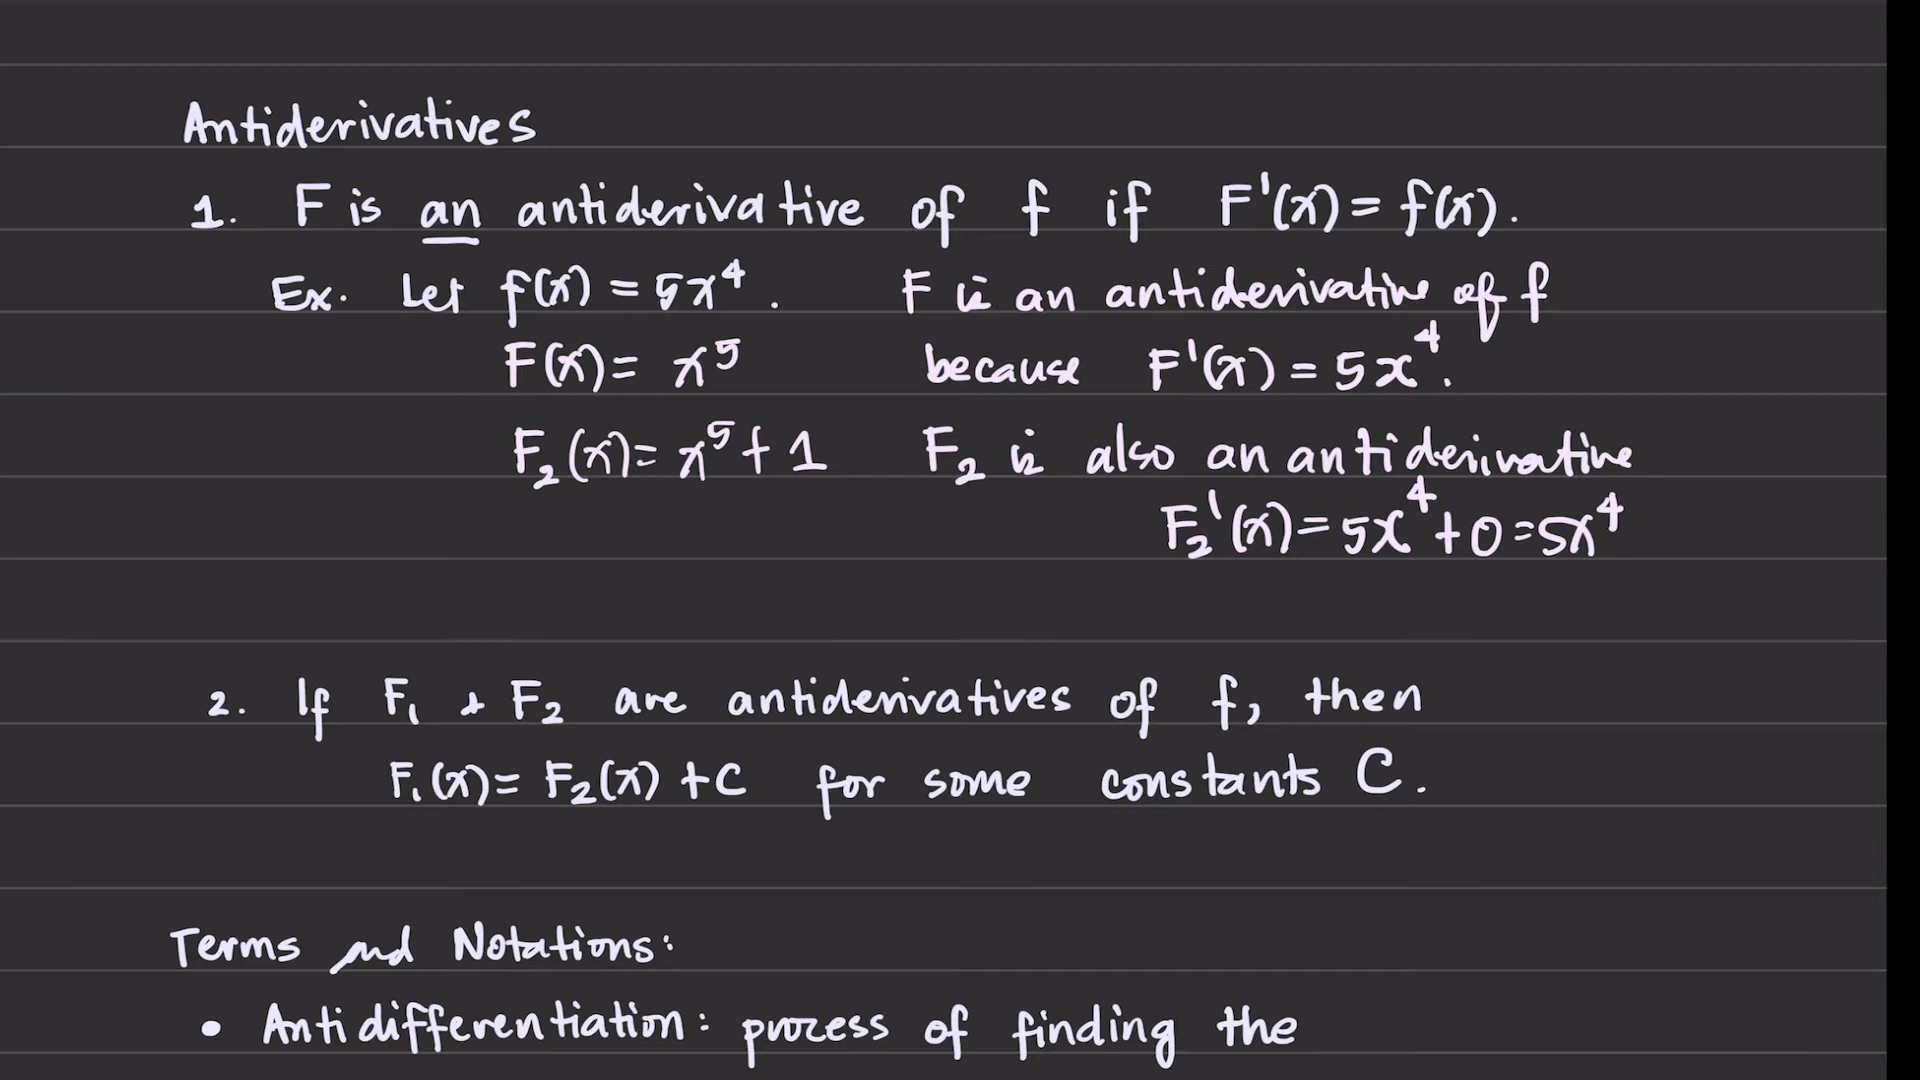 Antiderivatives
1. F is an antiderivative of f if F'(x) = f(x).
Ex. Let f(x) = 5x⁴. F is an antiderivative of f
F(x) = x⁵ because F'(x) = 5x⁴.
F₂(x) = x⁵ + 1 F₂ is also an antiderivative
F₂'(x) = 5x⁴ + 0 = 5x⁴
2. If F₁ & F₂ are antiderivatives of f, then
F₁(x) = F₂(x) + C for some constants C.
Terms and Notations:
• Antidifferentiation: process of finding the